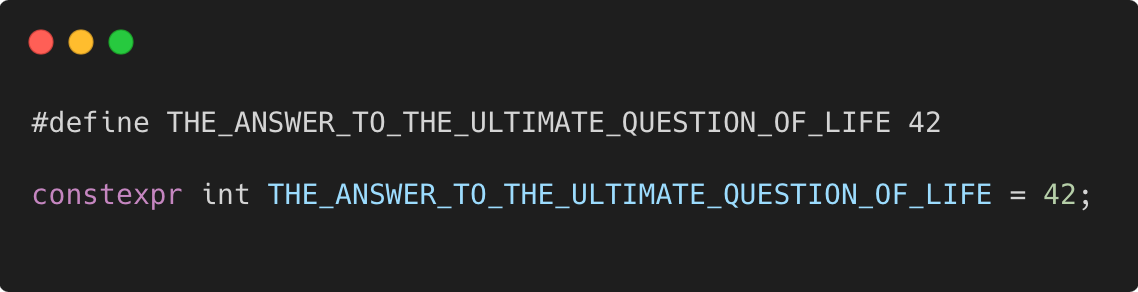 #define THE_ANSWER_TO_THE_ULTIMATE_QUESTION_OF_LIFE 42
constexpr int THE_ANSWER_TO_THE_ULTIMATE_QUESTION_OF_LIFE = 42;